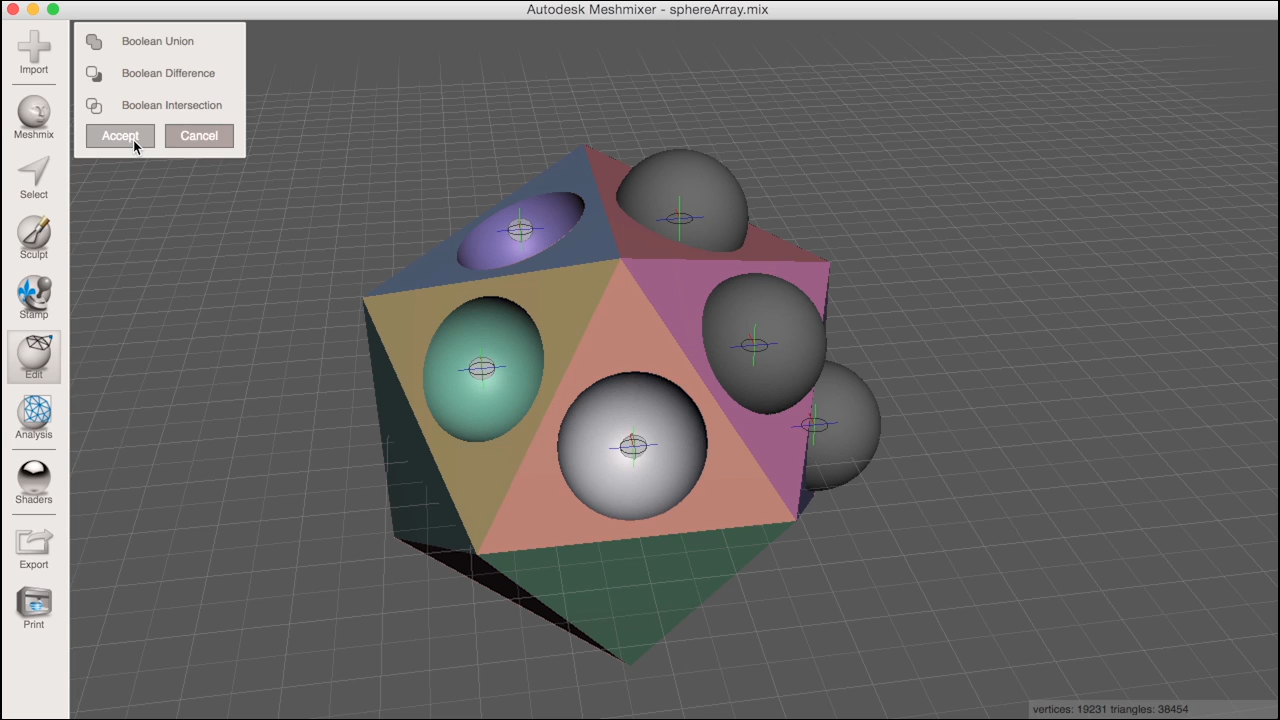 Autodesk Meshmixer - sphereArray.mix
Boolean Union
Boolean Difference
Boolean Intersection
Accept Cancel
Import
Meshmix
Select
Sculpt
Stamp
Edit
Analysis
Shaders
Export
Print
vertices: 19231 triangles: 38454